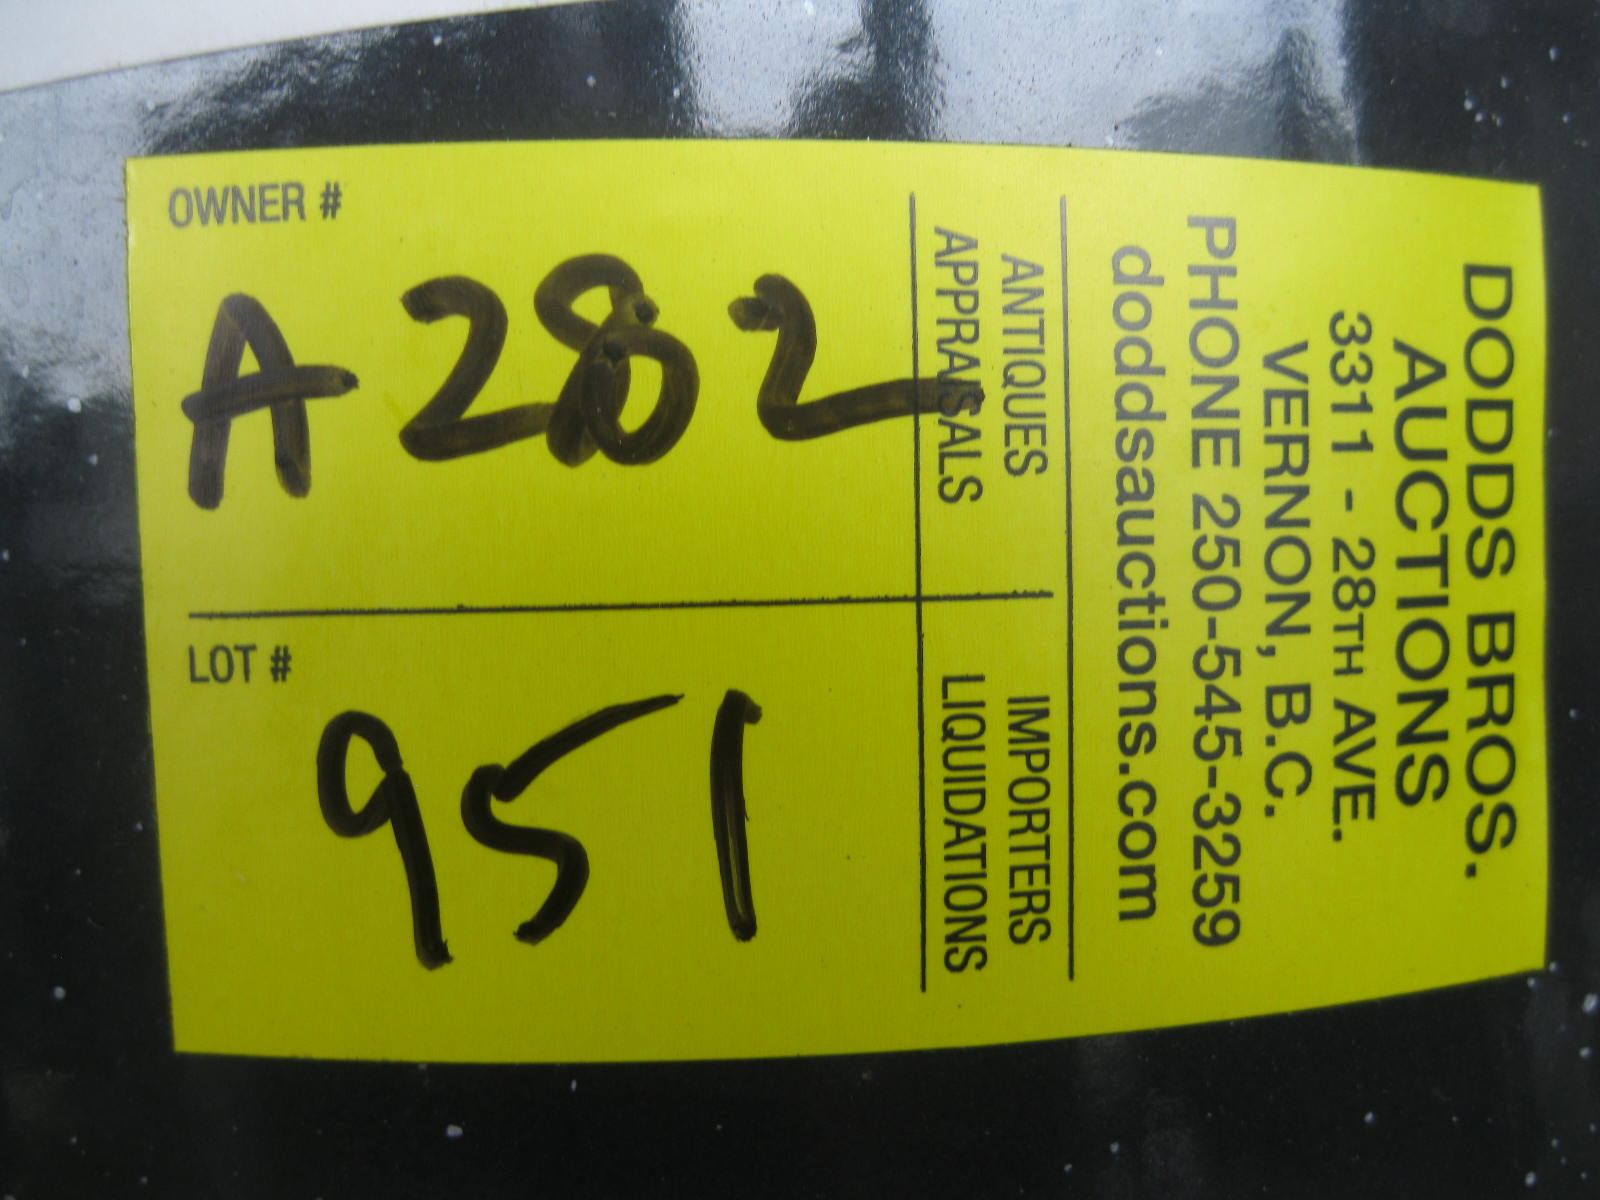 DODDS BROS.
AUCTIONS
3311 - 28TH AVE.
VERNON, B.C.
PHONE 250-545-3259
doddsauctions.com
ANTIQUES
APPRAISALS
IMPORTERS
LIQUIDATIONS
OWNER #
A282
LOT #
951